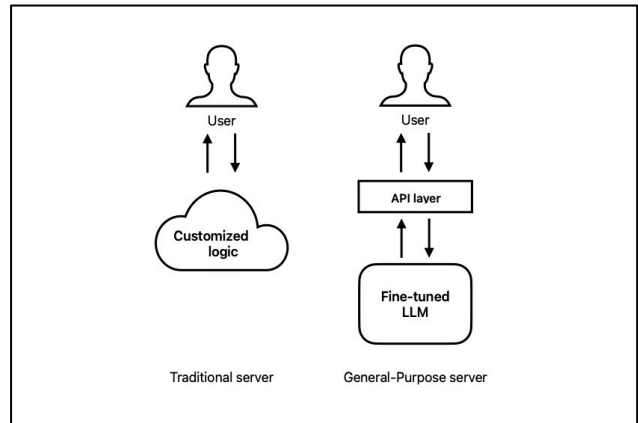 User
Customized
logic
Traditional server
User
API layer
Fine-tuned
LLM
General-Purpose server